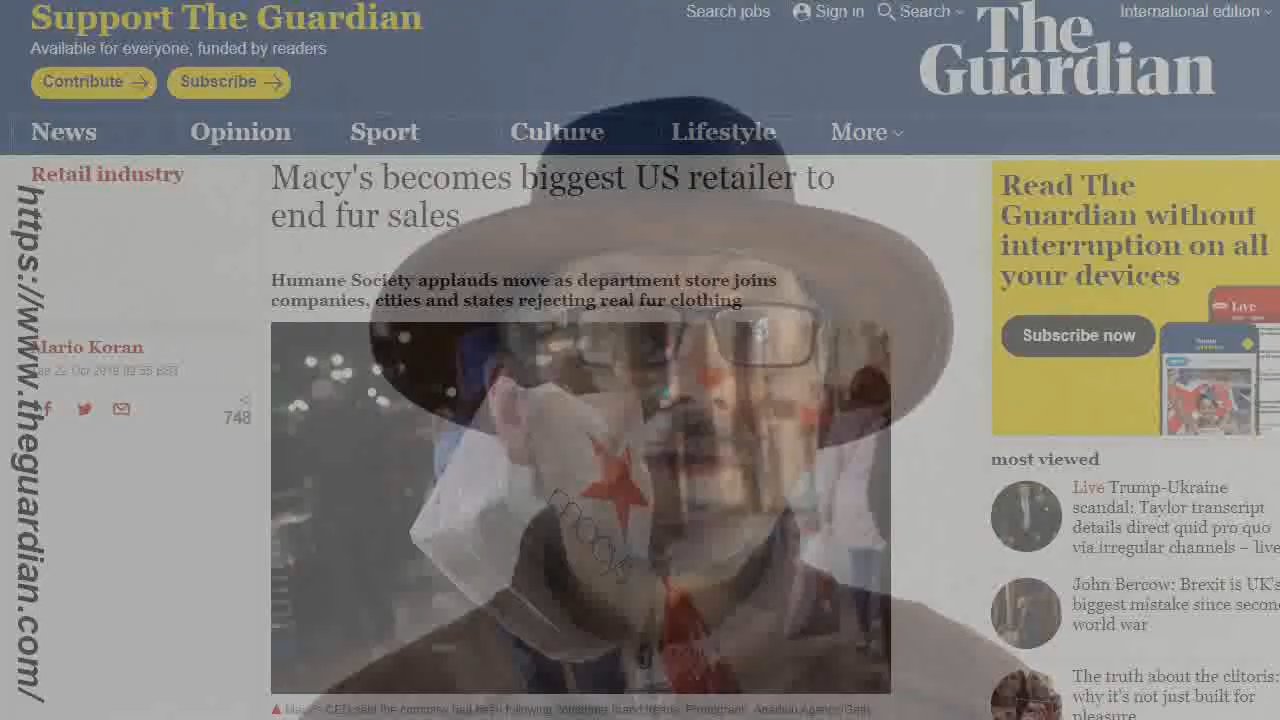 Support The Guardian
Available for everyone, funded by readers
Contribute
Subscribe
Search jobs
Sign in
Search
International edition
The
Guardian
News
Opinion
Sport
Culture
Lifestyle
More
Retail industry
Macy's becomes biggest US retailer to
end fur sales
Humane Society applauds move as department store joins
companies, cities and states rejecting real fur clothing
Mario Koran
748
https://www.theguardian.com/
macy's
Read The
Guardian without
interruption on all
your devices
Subscribe now
Live
most viewed
Live Trump-Ukraine
scandal: Taylor transcript
details direct quid pro quo
via irregular channels – live
John Bercow: Brexit is UK's
biggest mistake since second
world war
The truth about the clitoris:
why it's not just built for
pleasure